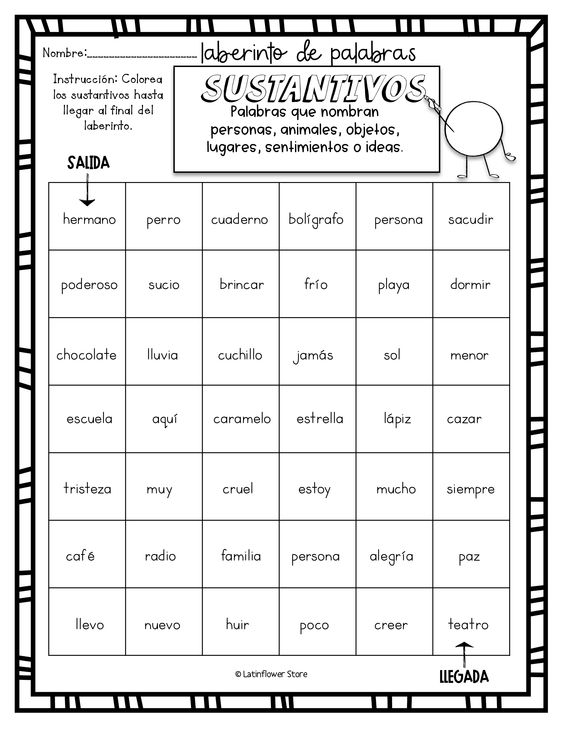 Nombre:______________________ laberinto de palabras
Instrucción: Colorea
los sustantivos hasta
llegar al final del
laberinto.
SUSTANTIVOS
Palabras que nombran
personas, animales, objetos,
lugares, sentimientos o ideas.
SALIDA
hermano perro cuaderno bolígrafo persona sacudir
poderoso sucio brincar frío playa dormir
chocolate lluvia cuchillo jamás sol menor
escuela aquí caramelo estrella lápiz cazar
tristeza muy cruel estoy mucho siempre
café radio familia persona alegría paz
llevo nuevo huir poco creer teatro
© Latinflower Store
LLEGADA